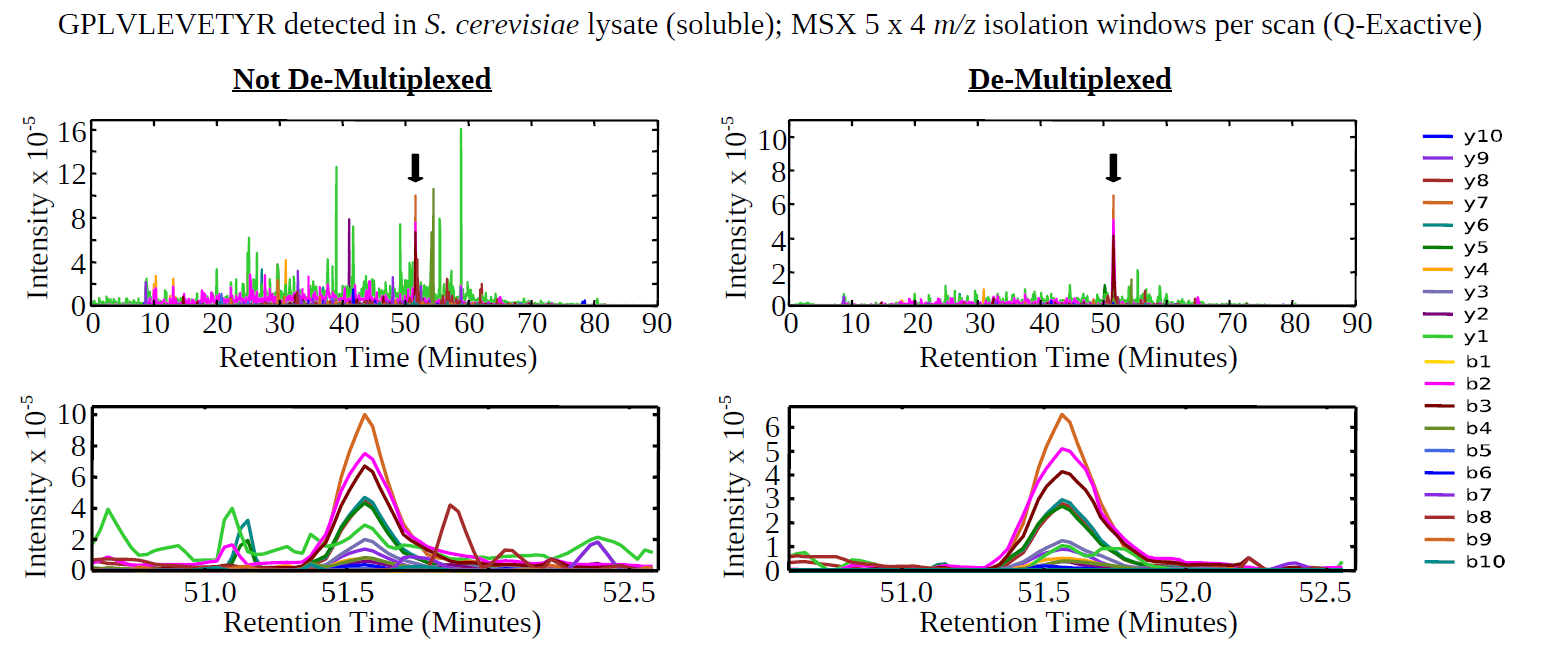 GPLVLEVETYR detected in S. cerevisiae lysate (soluble); MSX 5 x 4 m/z isolation windows per scan (Q-Exactive)
Not De-Multiplexed
Intensity x 10-5
16
12
8
4
0
0 10 20 30 40 50 60 70 80 90
Retention Time (Minutes)
De-Multiplexed
Intensity x 10-5
10
8
6
4
2
0
0 10 20 30 40 50 60 70 80 90
Retention Time (Minutes)
Intensity x 10-5
10
8
6
4
2
0
51.0 51.5 52.0 52.5
Retention Time (Minutes)
Intensity x 10-5
6
5
4
3
2
1
0
51.0 51.5 52.0 52.5
Retention Time (Minutes)
y10
y9
y8
y7
y6
y5
y4
y3
y2
y1
b1
b2
b3
b4
b5
b6
b7
b8
b9
b10